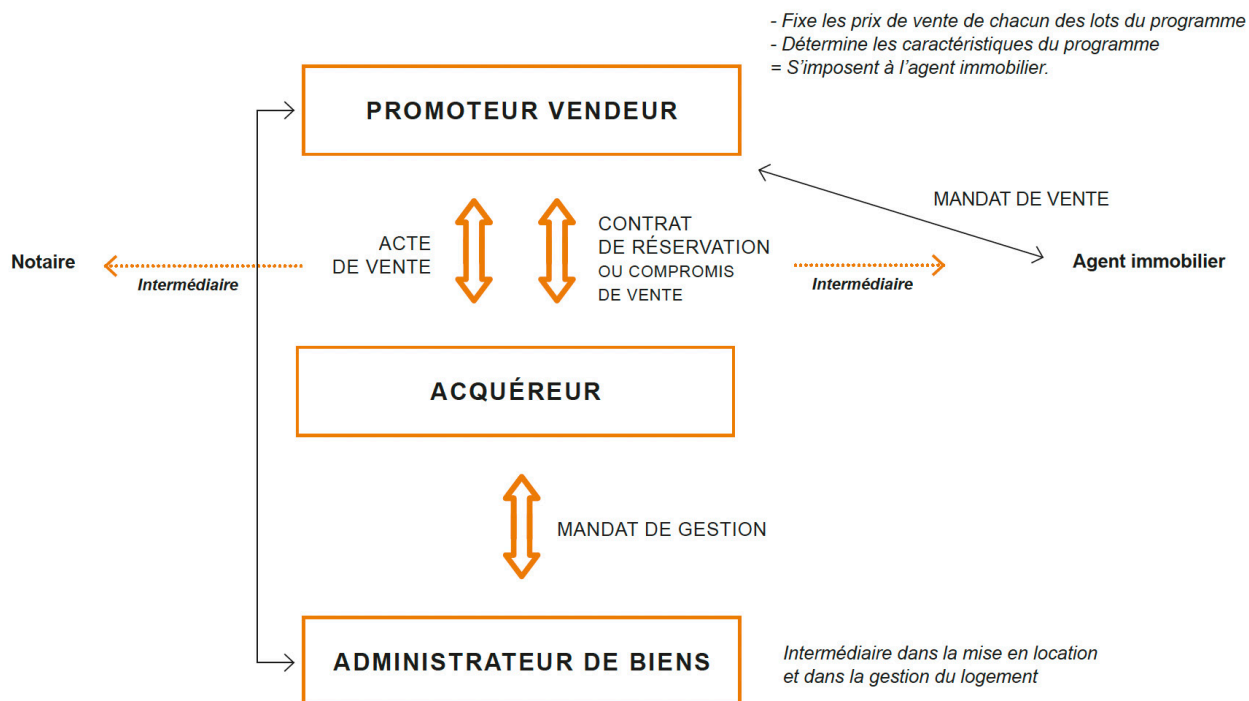 - Fixe les prix de vente de chacun des lots du programme
- Détermine les caractéristiques du programme
= S’imposent à l’agent immobilier.
PROMOTEUR VENDEUR
MANDAT DE VENTE
ACTE
DE VENTE
CONTRAT
DE RÉSERVATION
OU COMPROMIS
DE VENTE
Notaire
Intermédiaire
Intermédiaire
Agent immobilier
ACQUÉREUR
MANDAT DE GESTION
ADMINISTRATEUR DE BIENS
Intermédiaire dans la mise en location
et dans la gestion du logement